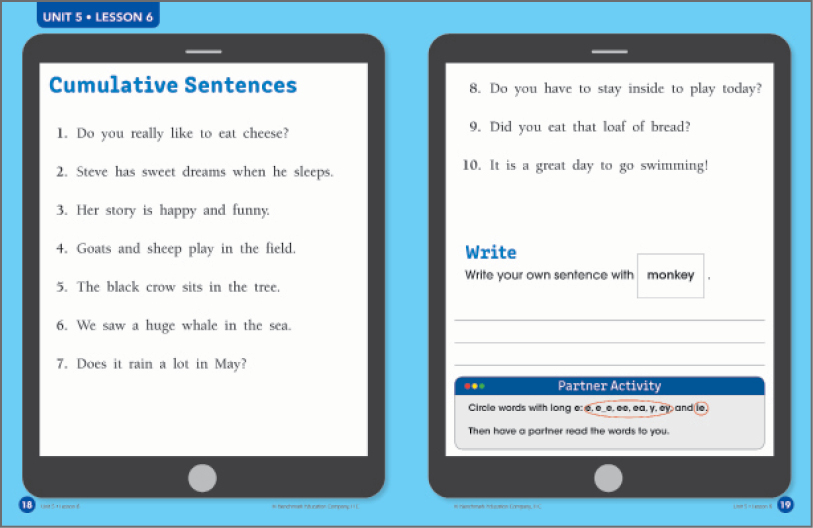 UNIT 5 • LESSON 6
Cumulative Sentences
1. Do you really like to eat cheese?
2. Steve has sweet dreams when he sleeps.
3. Her story is happy and funny.
4. Goats and sheep play in the field.
5. The black crow sits in the tree.
6. We saw a huge whale in the sea.
7. Does it rain a lot in May?
18 Unit 5 • Lesson 6
© Benchmark Education Company, LLC
8. Do you have to stay inside to play today?
9. Did you eat that loaf of bread?
10. It is a great day to go swimming!
Write
Write your own sentence with monkey .
Partner Activity
Circle words with long e: e, e_e, ee, ea, y, ey, and ie.
Then have a partner read the words to you.
© Benchmark Education Company, LLC
Unit 5 • Lesson 6 19